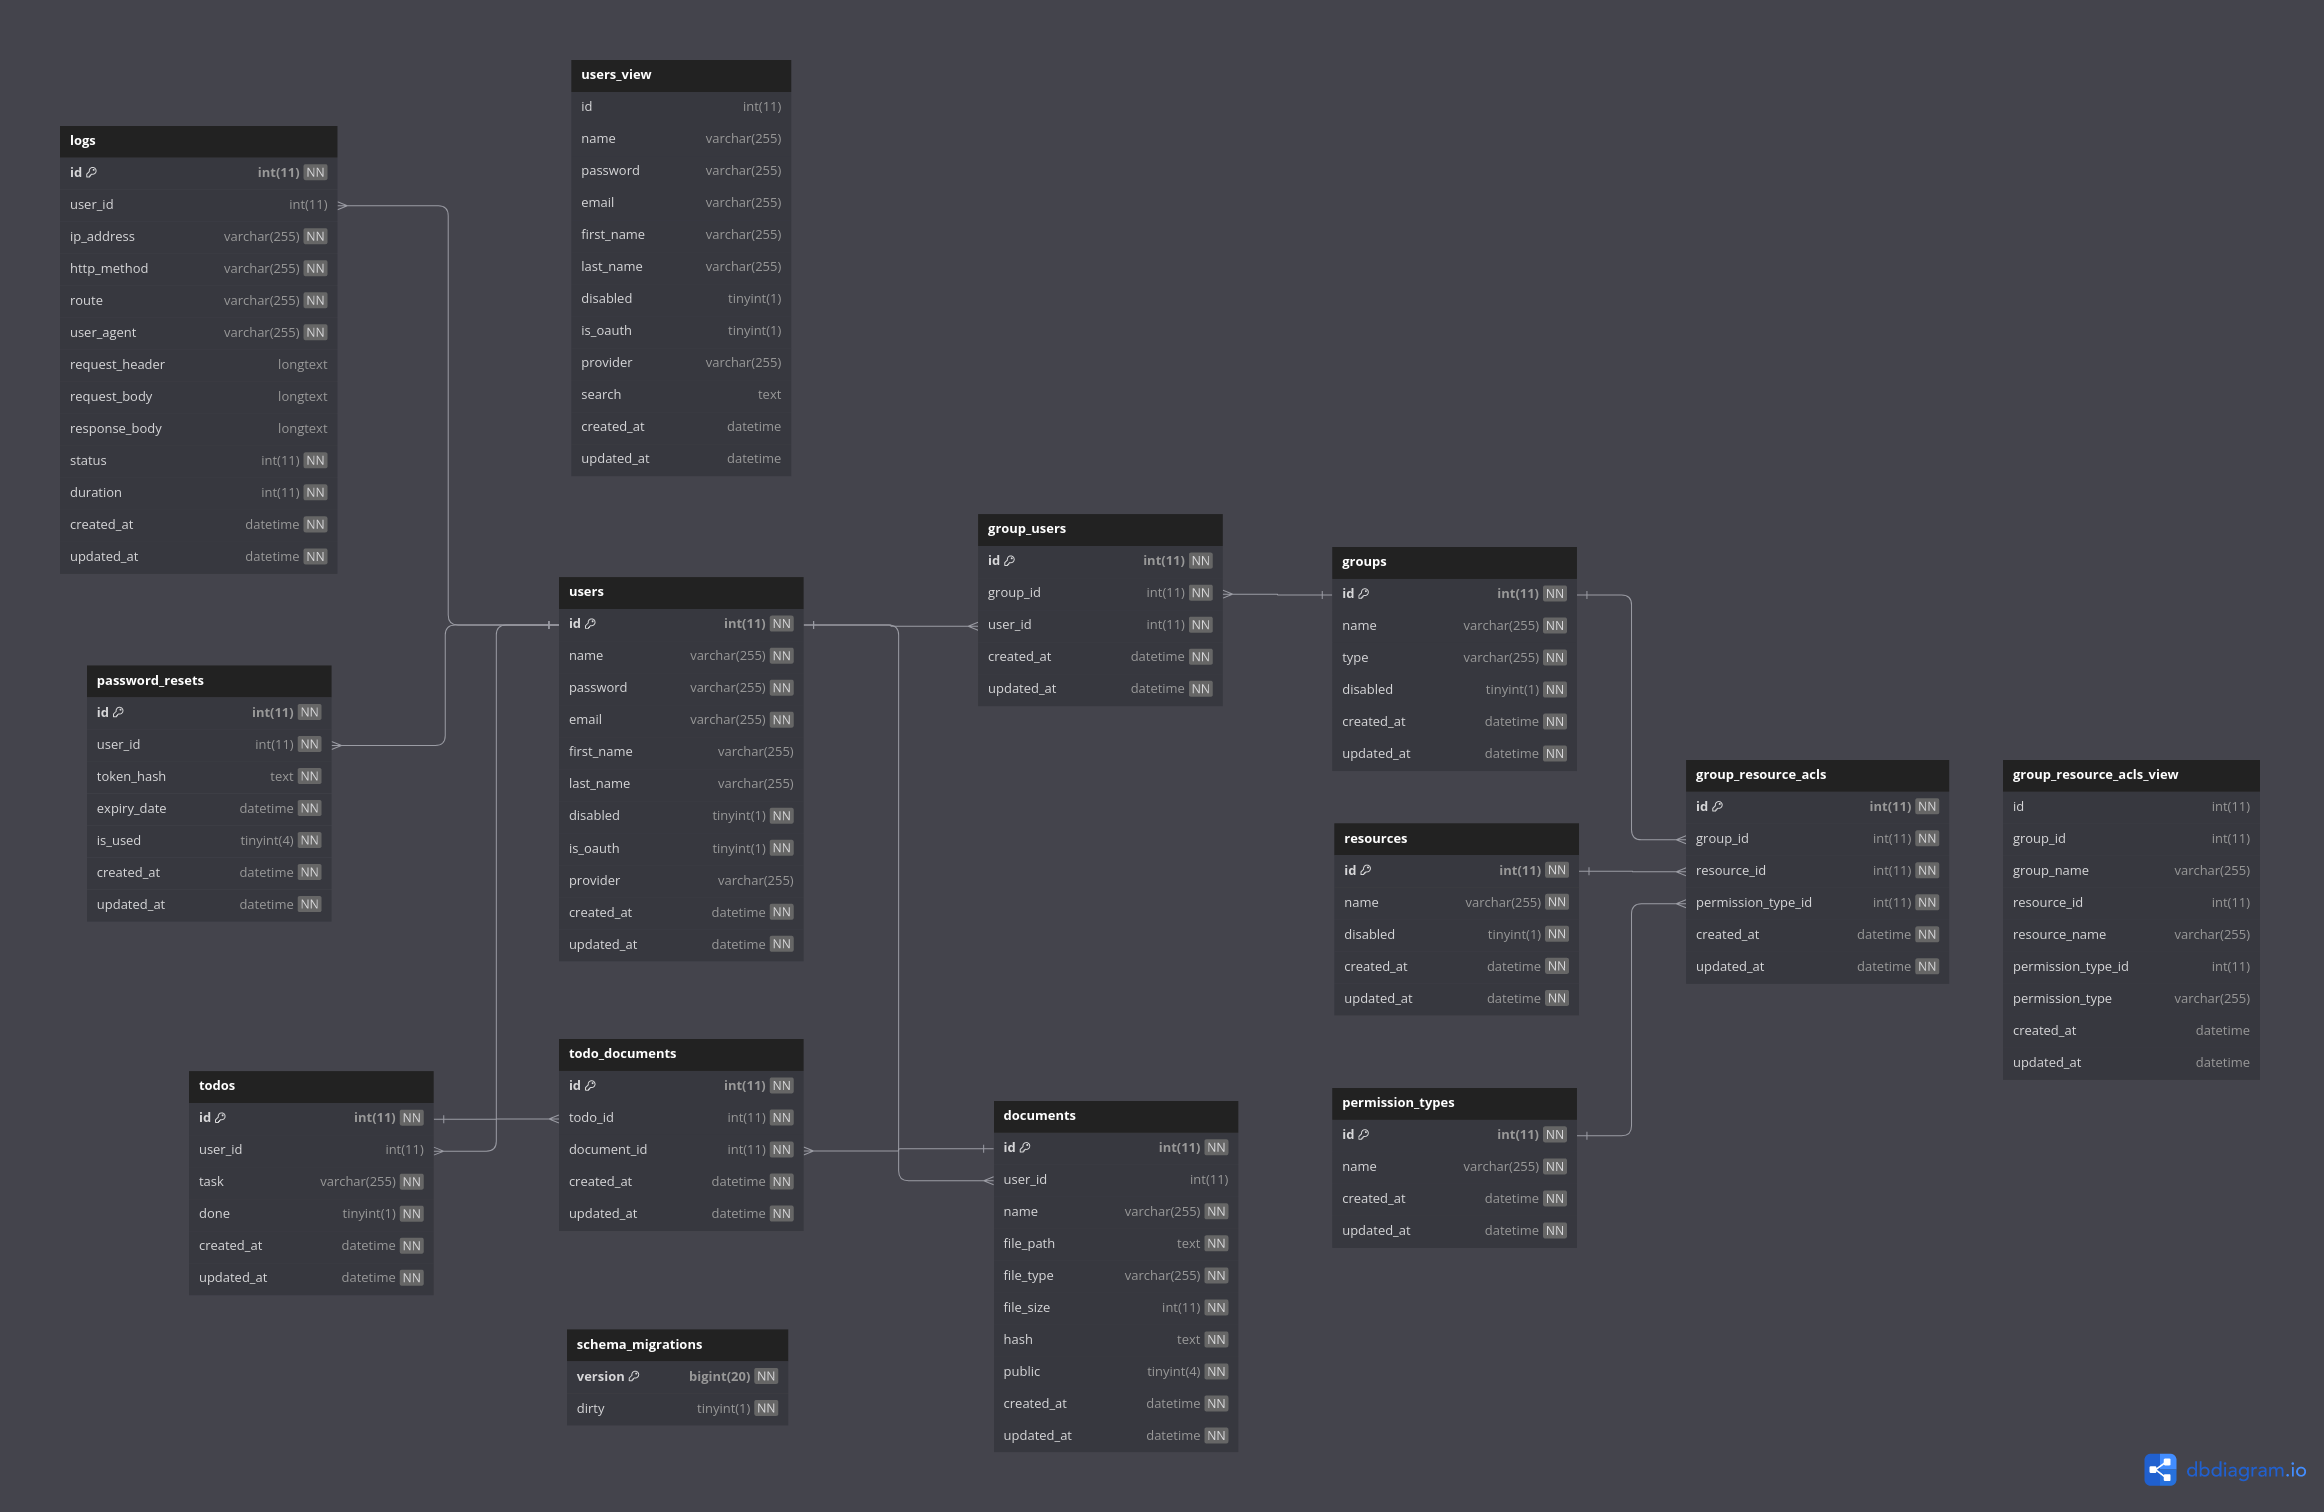 users_view
id int(11)
name varchar(255)
password varchar(255)
email varchar(255)
first_name varchar(255)
last_name varchar(255)
disabled tinyint(1)
is_oauth tinyint(1)
provider varchar(255)
search text
created_at datetime
updated_at datetime
logs
id int(11) NN
user_id int(11)
ip_address varchar(255) NN
http_method varchar(255) NN
route varchar(255) NN
user_agent varchar(255) NN
request_header longtext
request_body longtext
response_body longtext
status int(11) NN
duration int(11) NN
created_at datetime NN
updated_at datetime NN
group_users
id int(11) NN
group_id int(11) NN
user_id int(11) NN
created_at datetime NN
updated_at datetime NN
groups
id int(11) NN
name varchar(255) NN
type varchar(255) NN
disabled tinyint(1) NN
created_at datetime NN
updated_at datetime NN
users
id int(11) NN
name varchar(255) NN
password varchar(255) NN
email varchar(255) NN
first_name varchar(255)
last_name varchar(255)
disabled tinyint(1) NN
is_oauth tinyint(1) NN
provider varchar(255)
created_at datetime NN
updated_at datetime NN
password_resets
id int(11) NN
user_id int(11) NN
token_hash text NN
expiry_date datetime NN
is_used tinyint(4) NN
created_at datetime NN
updated_at datetime NN
group_resource_acls
id int(11) NN
group_id int(11) NN
resource_id int(11) NN
permission_type_id int(11) NN
created_at datetime NN
updated_at datetime NN
group_resource_acls_view
id int(11)
group_id int(11)
group_name varchar(255)
resource_id int(11)
resource_name varchar(255)
permission_type_id int(11)
permission_type varchar(255)
created_at datetime
updated_at datetime
resources
id int(11) NN
name varchar(255) NN
disabled tinyint(1) NN
created_at datetime NN
updated_at datetime NN
todo_documents
id int(11) NN
todo_id int(11) NN
document_id int(11) NN
created_at datetime NN
updated_at datetime NN
todos
id int(11) NN
user_id int(11)
task varchar(255) NN
done tinyint(1) NN
created_at datetime NN
updated_at datetime NN
documents
id int(11) NN
user_id int(11)
name varchar(255) NN
file_path text NN
file_type varchar(255) NN
file_size int(11) NN
hash text NN
public tinyint(4) NN
created_at datetime NN
updated_at datetime NN
permission_types
id int(11) NN
name varchar(255) NN
created_at datetime NN
updated_at datetime NN
schema_migrations
version bigint(20) NN
dirty tinyint(1) NN
dbdiagram.io